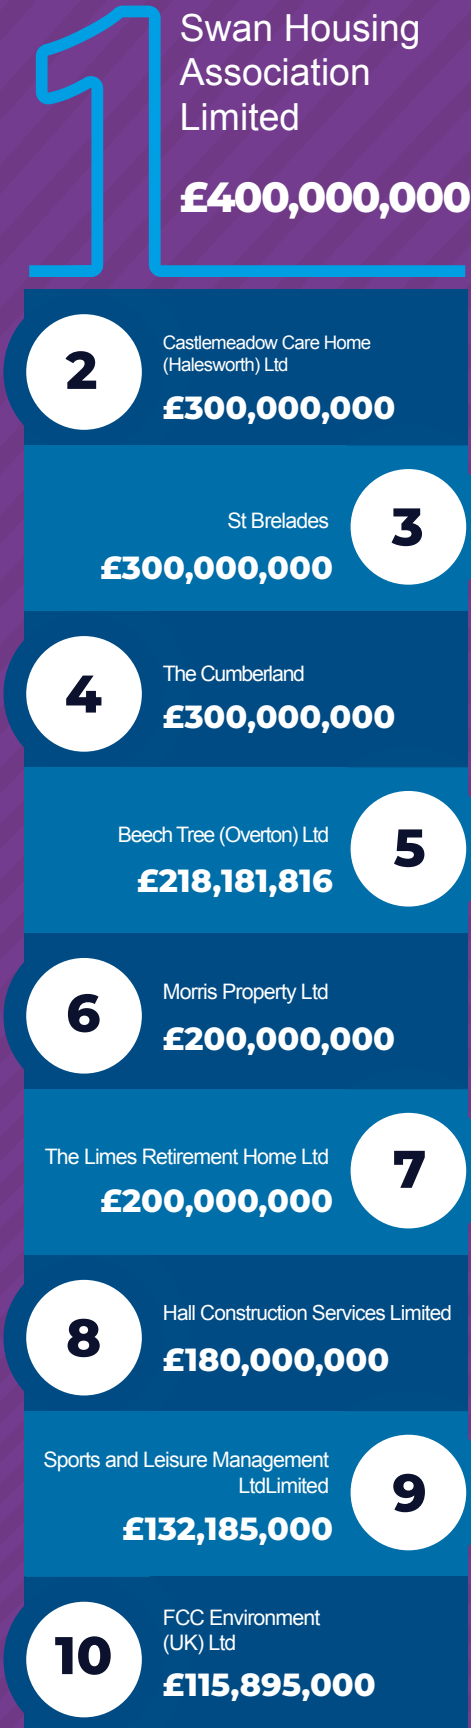 1
Swan Housing
Association
Limited
£400,000,000
2
Castlemeadow Care Home
(Halesworth) Ltd
£300,000,000
St Brelades
£300,000,000
3
4
The Cumberland
£300,000,000
Beech Tree (Overton) Ltd
£218,181,816
5
6
Morris Property Ltd
£200,000,000
The Limes Retirement Home Ltd
£200,000,000
7
8
Hall Construction Services Limited
£180,000,000
Sports and Leisure Management
LtdLimited
£132,185,000
9
10
FCC Environment
(UK) Ltd
£115,895,000